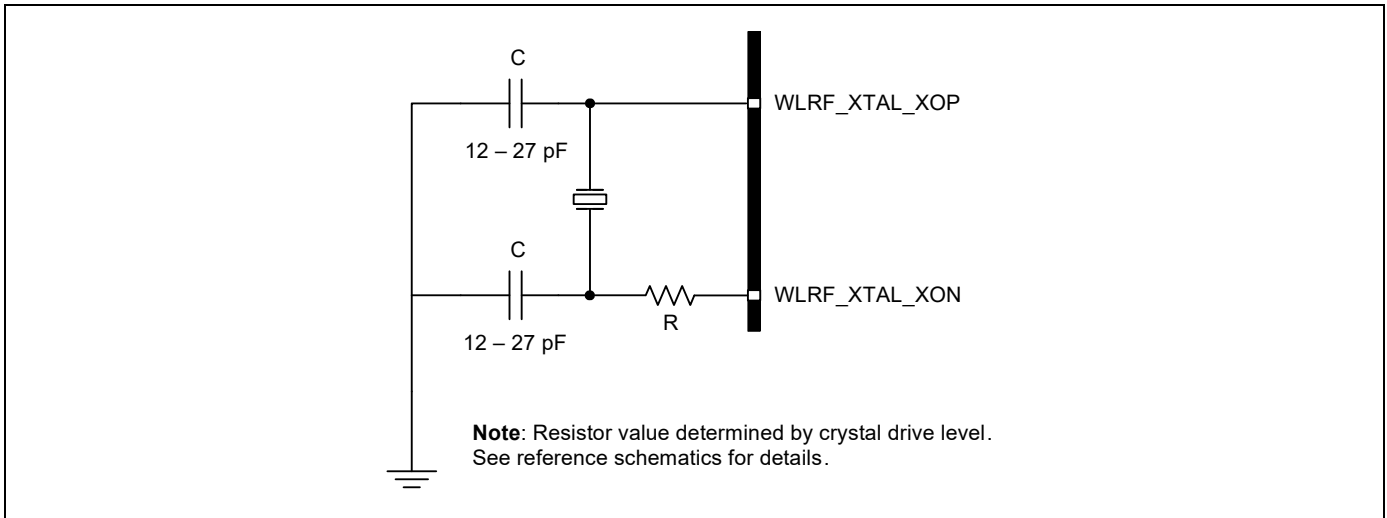 C
WLRF_XTAL_XOP
12 – 27 pF
C
WLRF_XTAL_XON
R
12 – 27 pF
Note: Resistor value determined by crystal drive level.
See reference schematics for details.